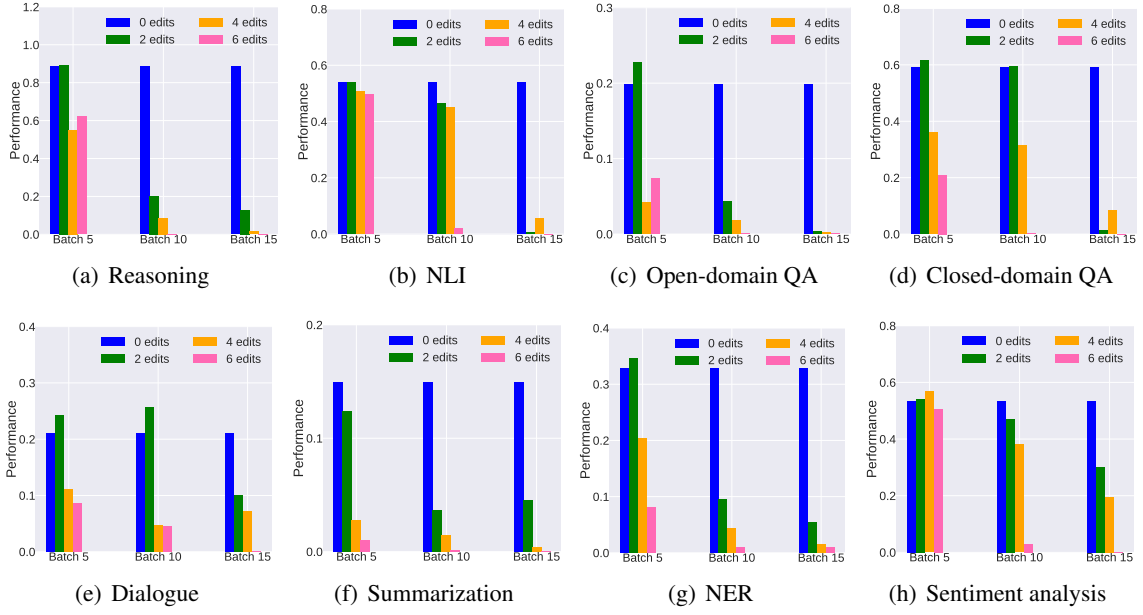 1.2
1.0
0.8
0.6
0.4
0.2
0.0
Performance
0 edits 4 edits
2 edits 6 edits
Batch 5 Batch 10 Batch 15
(a) Reasoning
0.8
0.6
0.4
0.2
0.0
Performance
0 edits 4 edits
2 edits 6 edits
Batch 5 Batch 10 Batch 15
(b) NLI
0.3
0.2
0.1
0.0
Performance
0 edits 4 edits
2 edits 6 edits
Batch 5 Batch 10 Batch 15
(c) Open-domain QA
0.8
0.6
0.4
0.2
0.0
Performance
0 edits 4 edits
2 edits 6 edits
Batch 5 Batch 10 Batch 15
(d) Closed-domain QA
0.4
0.3
0.2
0.1
0.0
Performance
0 edits 4 edits
2 edits 6 edits
Batch 5 Batch 10 Batch 15
(e) Dialogue
0.2
0.1
0.0
Performance
0 edits 4 edits
2 edits 6 edits
Batch 5 Batch 10 Batch 15
(f) Summarization
0.4
0.3
0.2
0.1
0.0
Performance
0 edits 4 edits
2 edits 6 edits
Batch 5 Batch 10 Batch 15
(g) NER
0.8
0.6
0.4
0.2
0.0
Performance
0 edits 4 edits
2 edits 6 edits
Batch 5 Batch 10 Batch 15
(h) Sentiment analysis